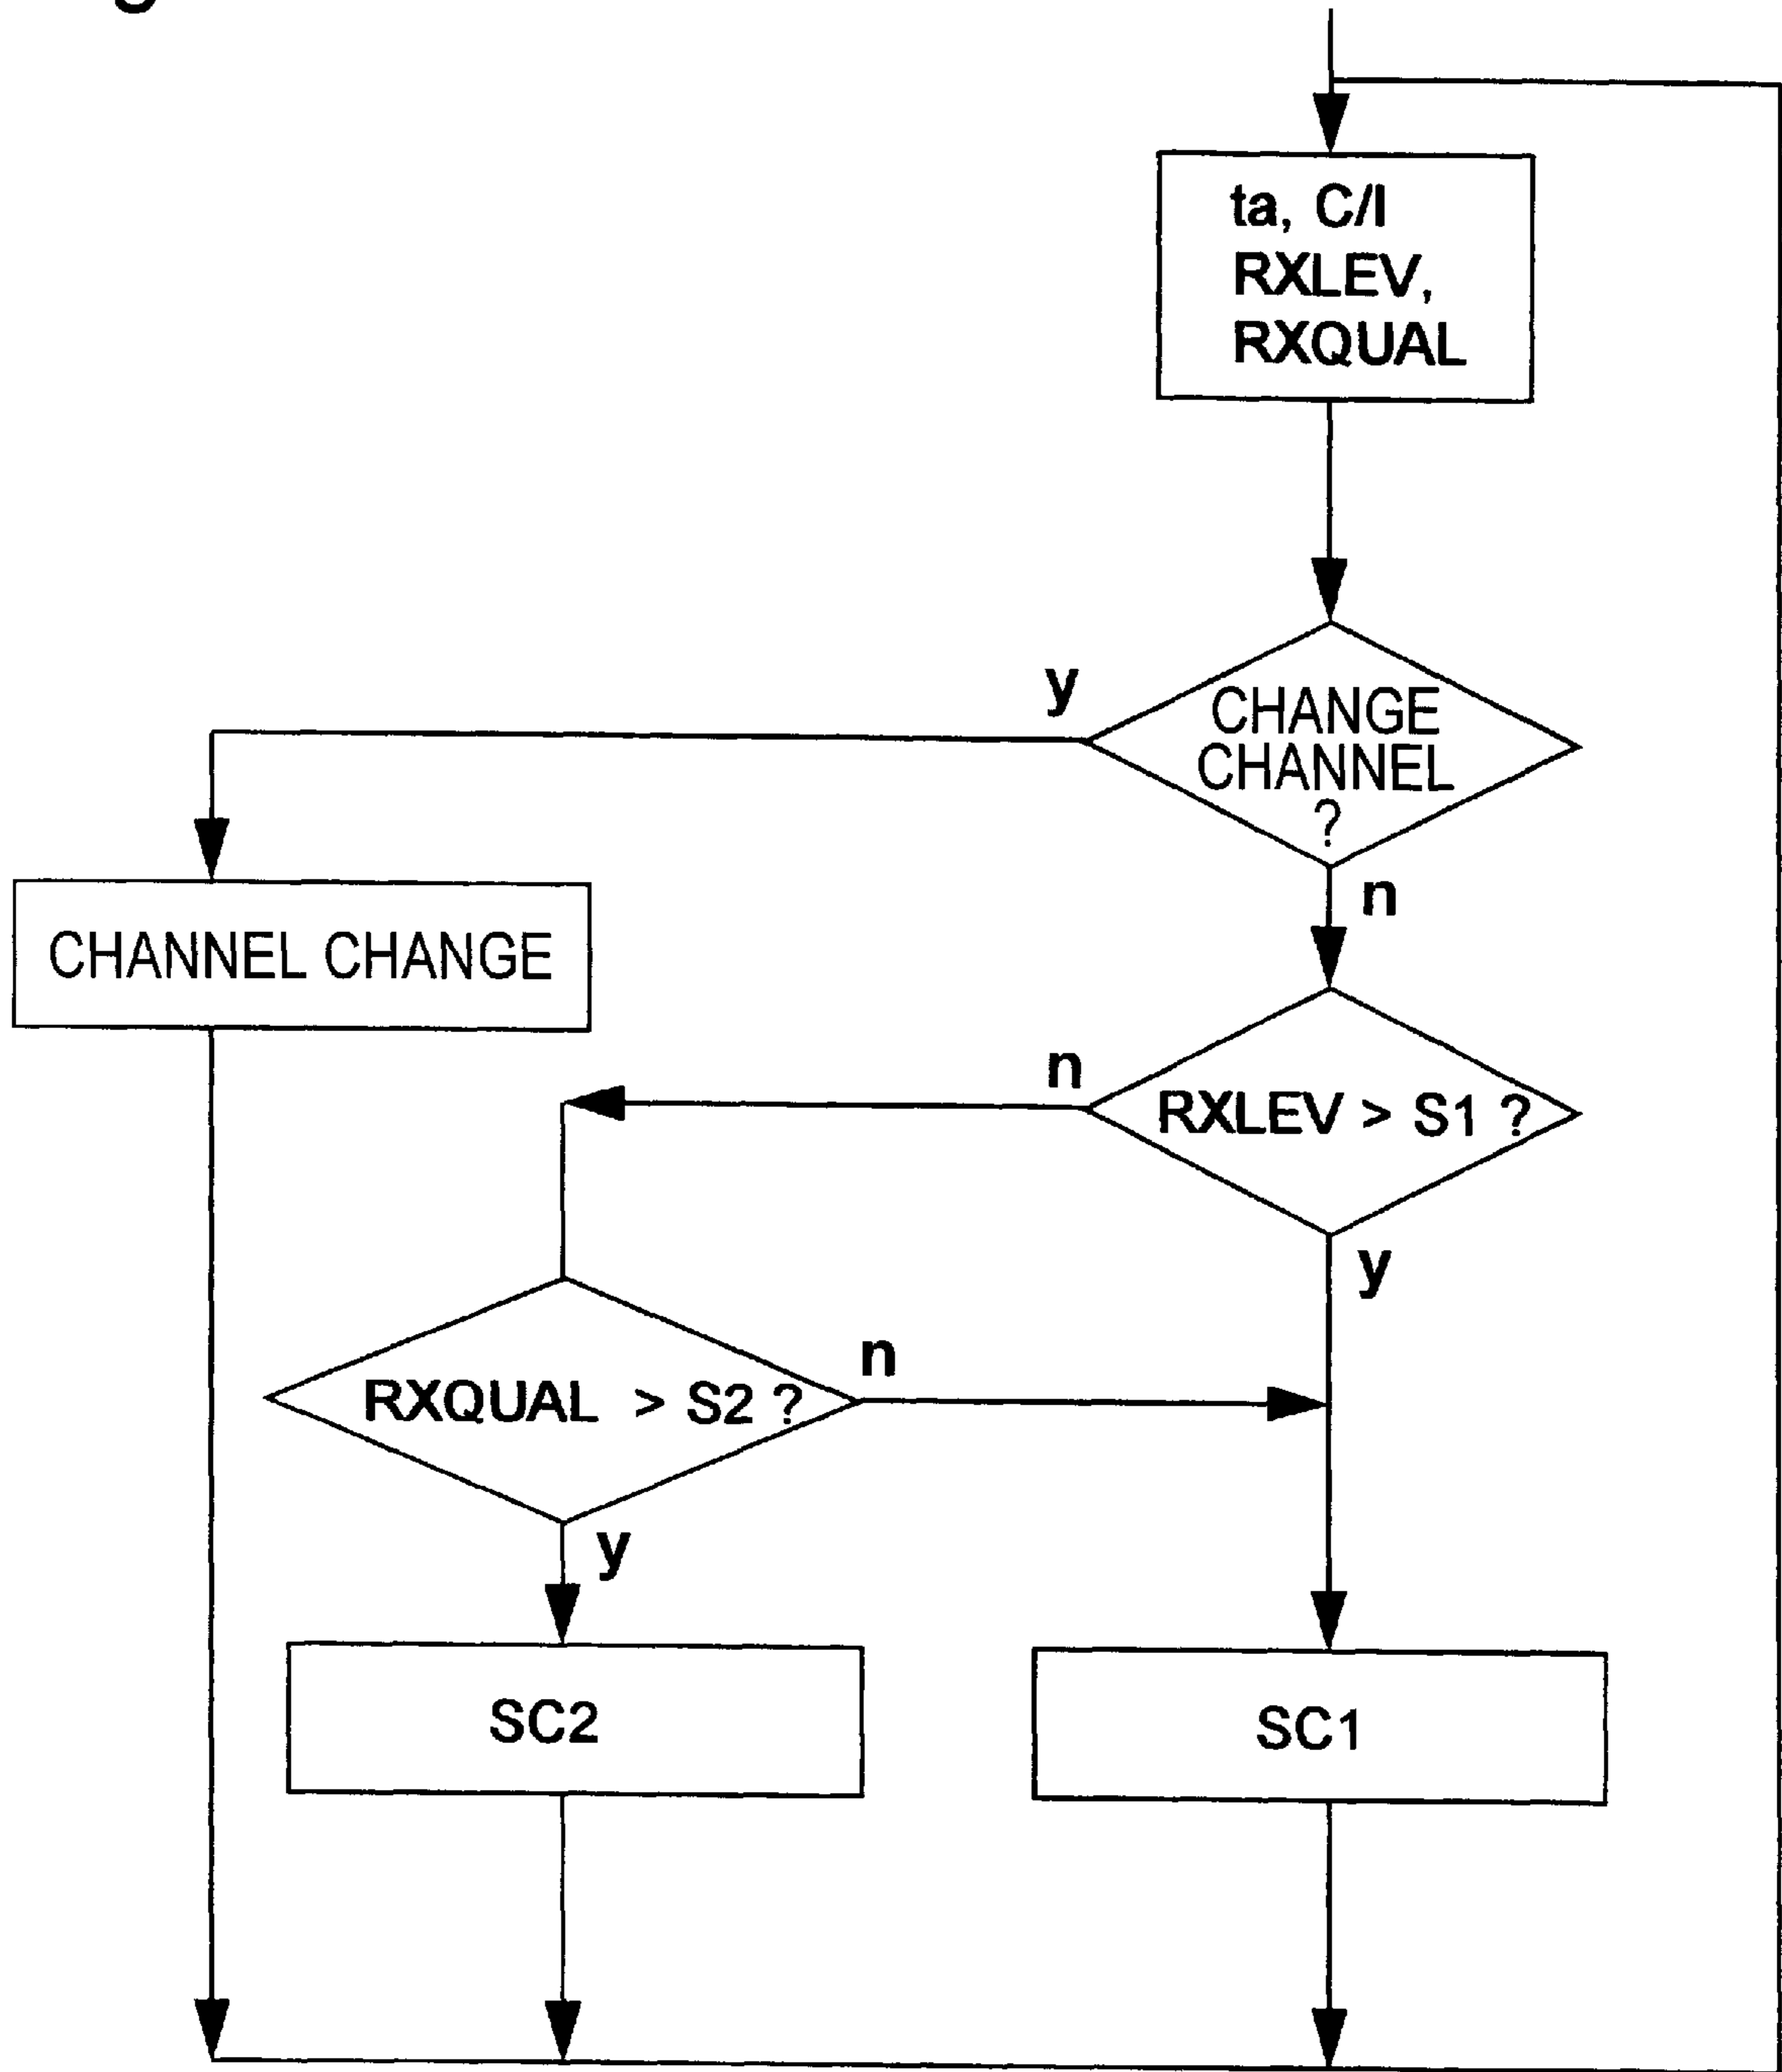 ta, C/I
RXLEV,
RXQUAL
y
CHANGE
CHANNEL
?
n
CHANNEL CHANGE
n
RXLEV > S1 ?
y
RXQUAL > S2 ?
n
y
SC2
SC1